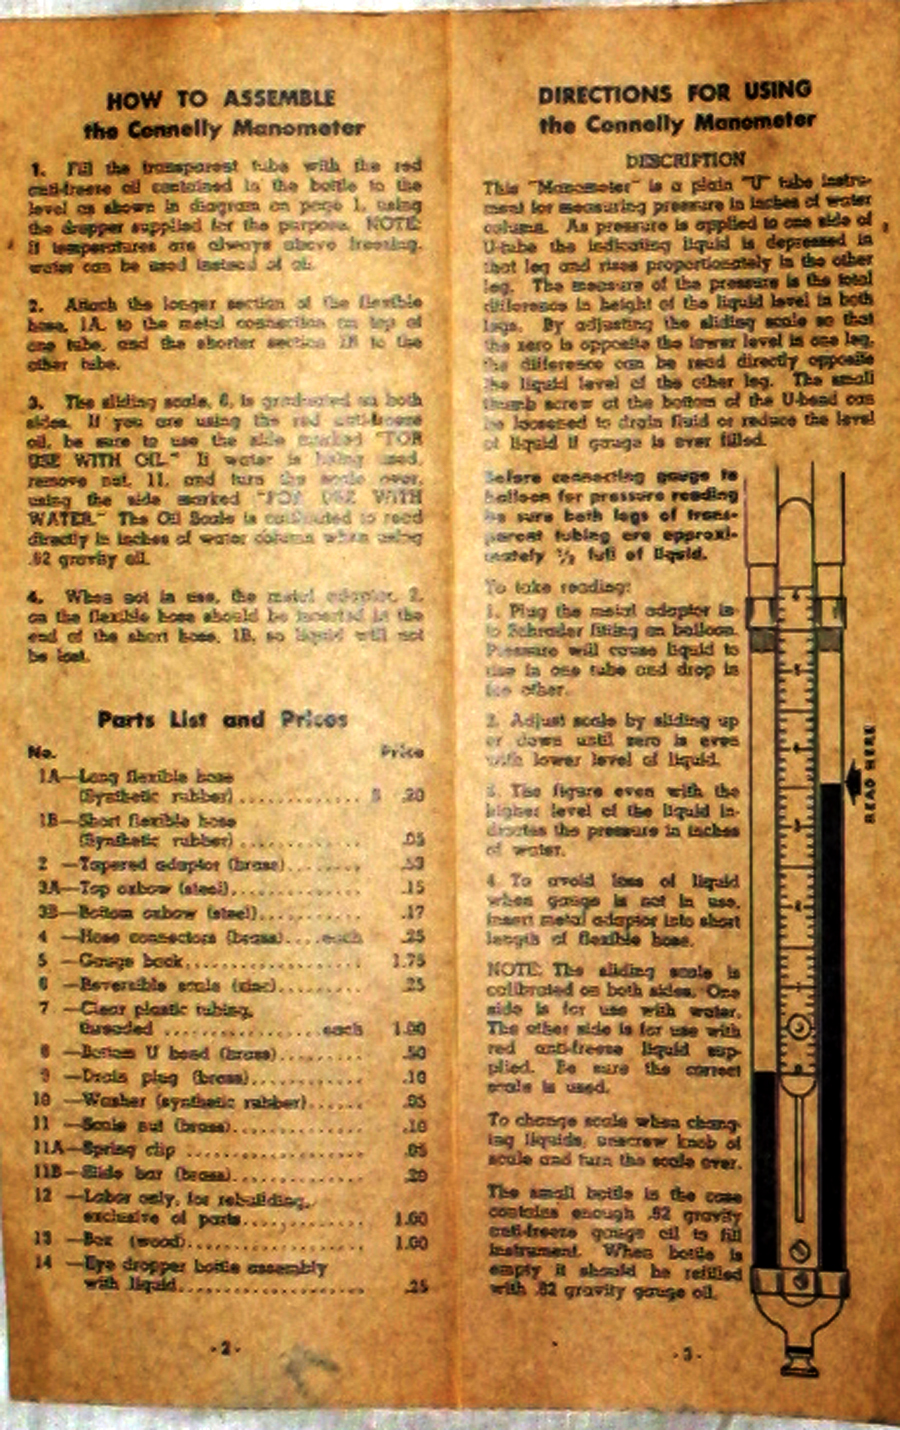 HOW TO ASSEMBLE
the Connelly Manometer
1. Fill the transparent tube with the red
anti-freeze oil contained in the bottle to the
level as shown in diagram on page 1, using
the dropper supplied for the purpose. NOTE:
If temperatures are always above freezing,
water can be used instead of oil.
2. Attach the longer section of the flexible
hose, 1A, to the metal connection on top of
one tube, and the shorter section 1B to the
other tube.
3. The sliding scale, 6, is graduated on both
sides. If you are using the red anti-freeze
oil, be sure to use the side marked "FOR
USE WITH OIL." If water is being used,
remove nut, 11, and turn the scale over,
using the side marked "FOR USE WITH
WATER." The Oil Scale is calibrated to read
directly in inches of water column when using
.82 gravity oil.
4. When not in use, the metal adaptor, 2,
on the flexible hose should be inserted in the
end of the short hose, 1B, so liquid will not
be lost.
Parts List and Prices
No. Price
1A—Long flexible hose
(Synthetic rubber) .............. $ .20
1B—Short flexible hose
(Synthetic rubber) .............. .05
2 —Tapered adaptor (brass) ........
3A—Top oxbow (steel) .............. .15
3B—Bottom oxbow (steel) ........... .17
4 —Hose connectors (brass) .... each .25
5 —Gauge back .................... 1.75
6 —Reversible scale (zinc) ........ .25
7 —Clear plastic tubing,
threaded .................. each 1.00
8 —Bottom U bend (brass) .......... .50
9 —Drain plug (brass) ............ .10
10 —Washer (synthetic rubber) ...... .05
11 —Scale nut (brass) ............. .10
11A—Spring clip .................. .05
11B—Slide bar (brass) ............. .20
12 —Labor only, for rebuilding,
exclusive of parts ............ 1.00
13 —Box (wood) .................... 1.00
14 —Eye dropper bottle assembly
with liquid .................. .25
- 2 -
DIRECTIONS FOR USING
the Connelly Manometer
DESCRIPTION
This "Manometer" is a plain "U" tube instru-
ment for measuring pressure in inches of water
column. As pressure is applied to one side of
U-tube the indicating liquid is depressed in
that leg and rises proportionately in the other
leg. The measure of the pressure is the total
difference in height of the liquid level in both
legs. By adjusting the sliding scale so that
the zero is opposite the lower level in one leg,
the difference can be read directly opposite
the liquid level of the other leg. The small
thumb screw at the bottom of the U-bend can
be loosened to drain fluid or reduce the level
of liquid if gauge is over filled.
Before connecting gauge to
balloon for pressure reading
be sure both legs of trans-
parent tubing are approxi-
mately ½ full of liquid.
To take reading:
1. Plug the metal adaptor in-
to Schrader fitting on balloon.
Pressure will cause liquid to
rise in one tube and drop in
the other.
2. Adjust scale by sliding up
or down until zero is even
with lower level of liquid.
3. The figure even with the
higher level of the liquid in-
dicates the pressure in inches
of water.
4. To avoid loss of liquid
when gauge is not in use,
insert metal adaptor into short
length of flexible hose.
NOTE: The sliding scale is
calibrated on both sides. One
side is for use with water.
The other side is for use with
red anti-freeze liquid sup-
plied. Be sure the correct
scale is used.
To change scale when chang-
ing liquids, unscrew knob of
scale and turn the scale over.
The small bottle in the case
contains enough .82 gravity
anti-freeze gauge oil to fill
instrument. When bottle is
empty it should be refilled
with .82 gravity gauge oil.
READ HERE
- 3 -